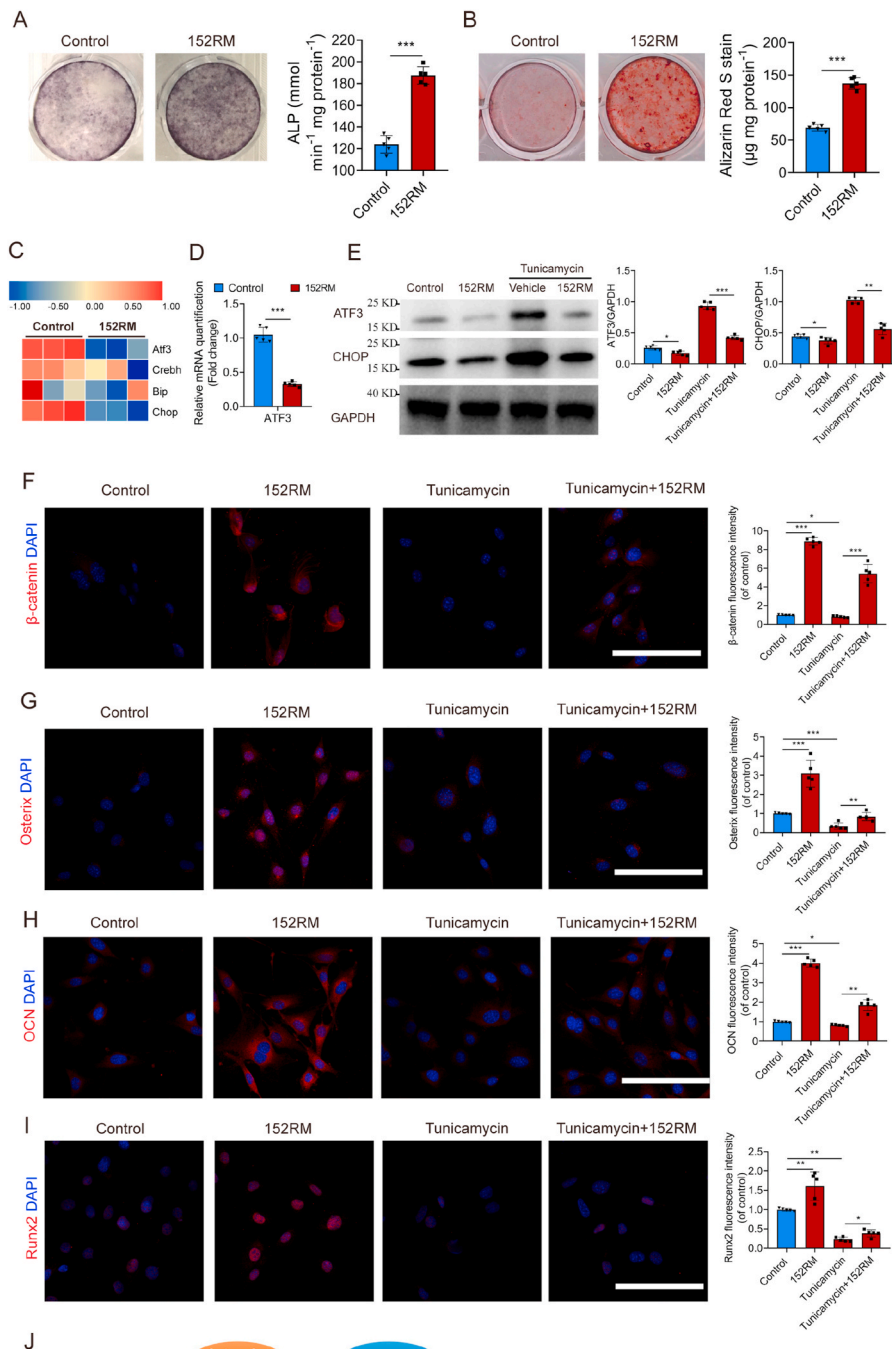 A
Control
152RM
ALP (mmol
min-1 mg protein-1)
200
180
160
140
120
100
***
Control
152RM
B
Control
152RM
Alizarin Red S stain
(µg mg protein-1)
200
150
100
50
0
***
Control
152RM
C
-1.00 -0.50 0.00 0.50 1.00
Control
152RM
Atf3
Crebh
Bip
Chop
D
Control
152RM
Relative mRNA quantification
(Fold change)
1.5
1.0
0.5
0.0
***
ATF3
E
Tunicamycin
Control
152RM
Vehicle
152RM
ATF3
25 KD
15 KD
CHOP
25 KD
15 KD
40 KD
GAPDH
ATF3/GAPDH
1.5
1.0
0.5
0.0
*
***
Control
152RM
Tunicamycin
Tunicamycin+152RM
CHOP/GAPDH
1.5
1.0
0.5
0.0
*
**
Control
152RM
Tunicamycin
Tunicamycin+152RM
F
Control
152RM
Tunicamycin
Tunicamycin+152RM
β-catenin DAPI
β-catenin fluorescence intensity
(of control)
10
8
6
4
2
0
*
***
***
Control
152RM
Tunicamycin
Tunicamycin+152RM
G
Control
152RM
Tunicamycin
Tunicamycin+152RM
Osterix DAPI
Osterix fluorescence intensity
(of control)
5
4
3
2
1
0
***
***
**
Control
152RM
Tunicamycin
Tunicamycin+152RM
H
Control
152RM
Tunicamycin
Tunicamycin+152RM
OCN DAPI
OCN fluorescence intensity
(of control)
5
4
3
2
1
0
*
***
**
Control
152RM
Tunicamycin
Tunicamycin+152RM
I
Control
152RM
Tunicamycin
Tunicamycin+152RM
Runx2 DAPI
Runx2 fluorescence intensity
(of control)
2.5
2.0
1.5
1.0
0.5
0.0
**
**
*
Control
152RM
Tunicamycin
Tunicamycin+152RM
J